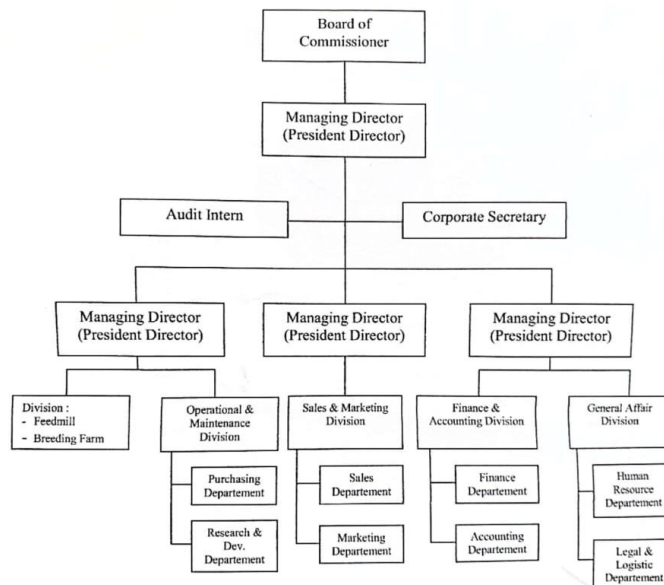 Board of
Commissioner
Managing Director
(President Director)
Audit Intern
Corporate Secretary
Managing Director
(President Director)
Managing Director
(President Director)
Managing Director
(President Director)
Division :
- Feedmill
- Breeding Farm
Operational &
Maintenance
Division
Sales & Marketing
Division
Finance &
Accounting Division
General Affair
Division
Purchasing
Departement
Sales
Departement
Finance
Departement
Human
Resource
Departement
Research &
Dev.
Departement
Marketing
Departement
Accounting
Departement
Legal &
Logistic
Departement